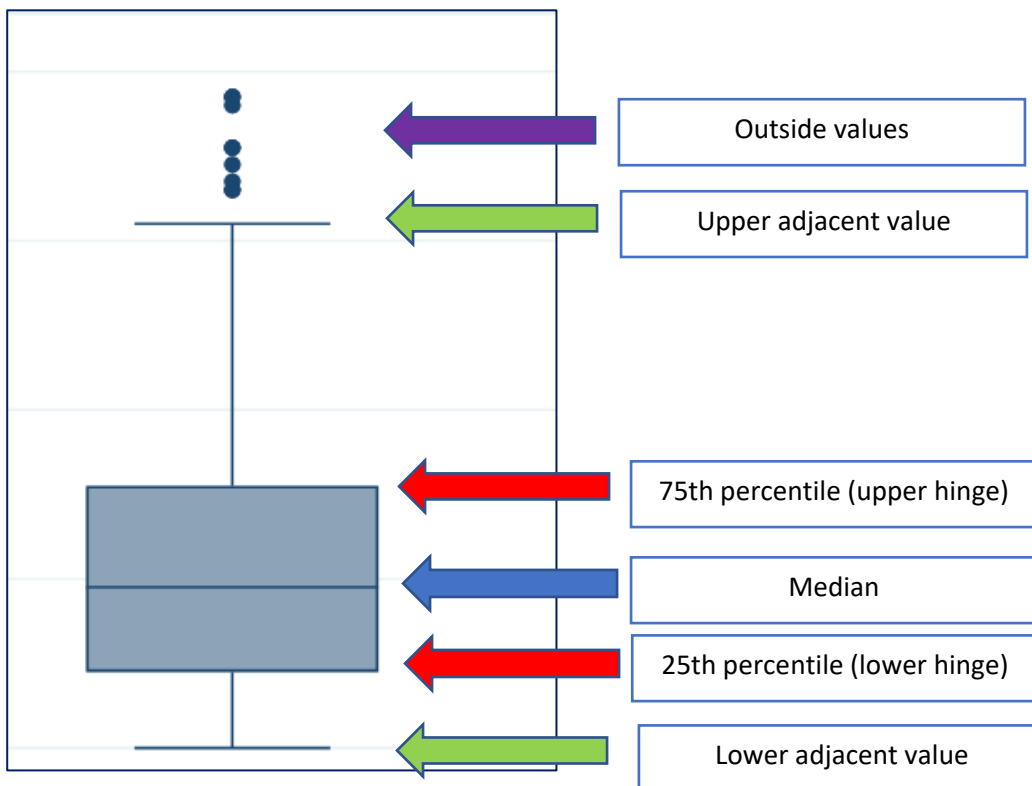 Outside values
Upper adjacent value
75th percentile (upper hinge)
Median
25th percentile (lower hinge)
Lower adjacent value